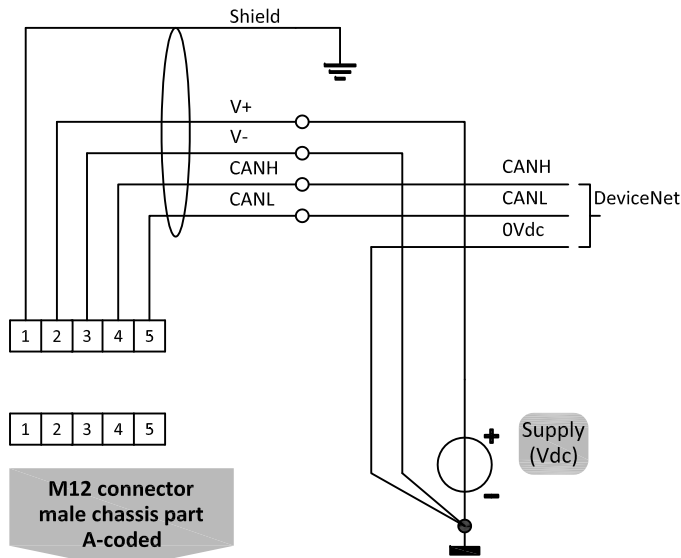 Shield
V+
V-
CANH
CANL
CANH
CANL
0Vdc
DeviceNet
1 2 3 4 5
1 2 3 4 5
+
Supply
(Vdc)
-
M12 connector
male chassis part
A-coded